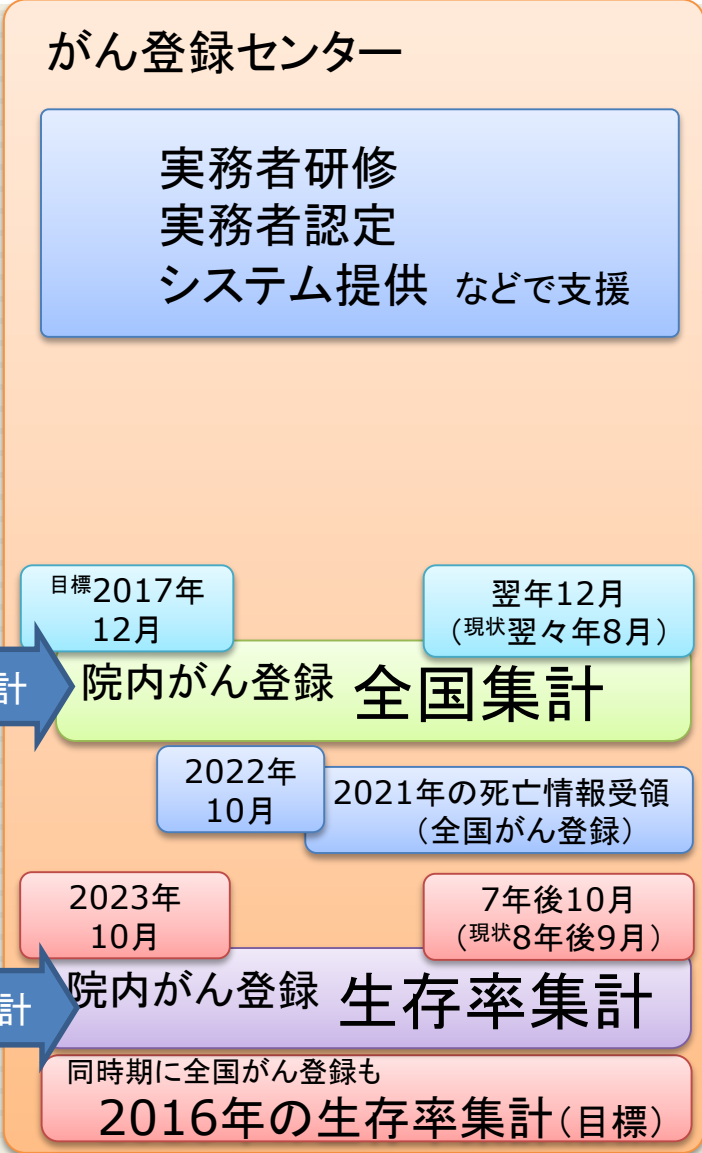 がん登録センター
実務者研修
実務者認定
システム提供 などで支援
目標2017年
12月
翌年12月
(現状翌々年8月)
計
院内がん登録 全国集計
2022年
10月
2021年の死亡情報受領
(全国がん登録)
2023年
10月
7年後10月
(現状8年後9月)
計
院内がん登録 生存率集計
同時期に全国がん登録も
2016年の生存率集計(目標)